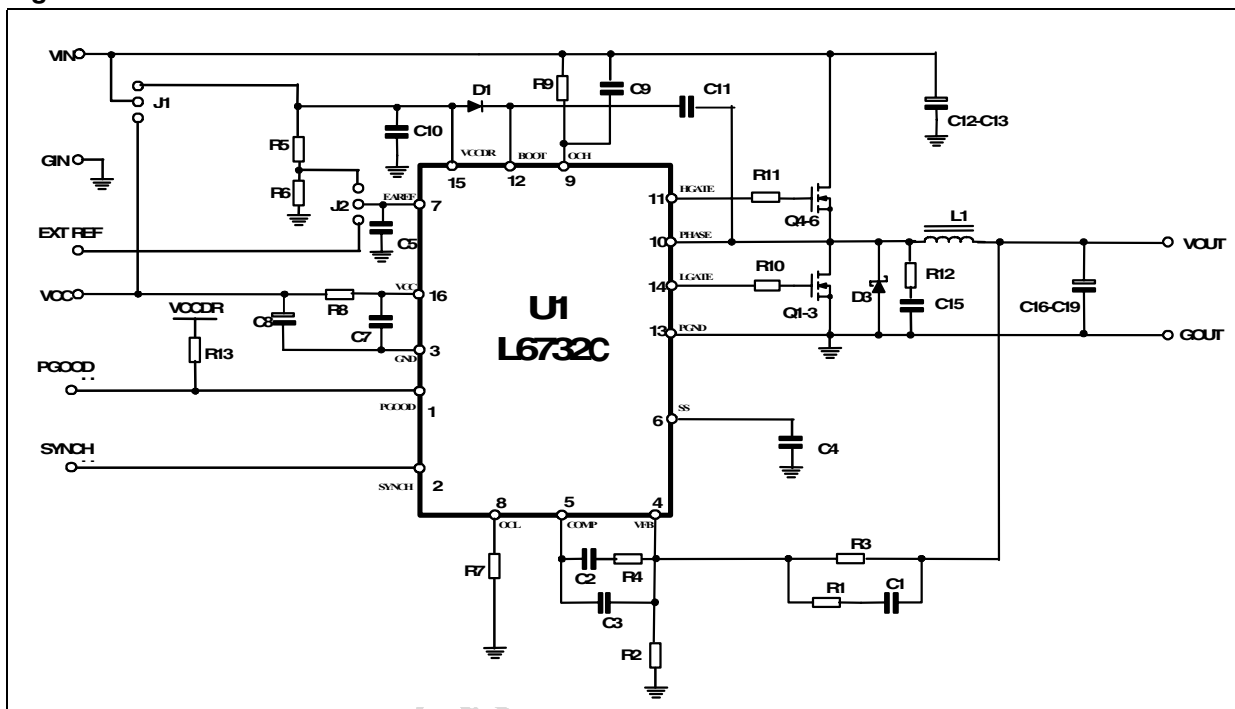 VIN
J1
R9
C9
D1
C11
C12-C13
C10
R5
GIN
R6
VCCDR
BOOT
OCH
15
12
9
J2
EAREF
7
C5
EXT REF
HGATE
11
R11
Q4-6
L1
PHASE
10
VOUT
VCC
VCC
16
R8
C8
C7
LGATE
14
R10
Q1-3
D3
R12
C15
C16-C19
VCCDR
R13
U1
L6732C
PGND
13
GOUT
3
GND
PGOOD
PGOOD
1
SS
6
C4
SYNCH
SYNCH
2
8
OCL
5
COMP
4
VFB
R7
C2
R4
C3
R3
R1
C1
R2